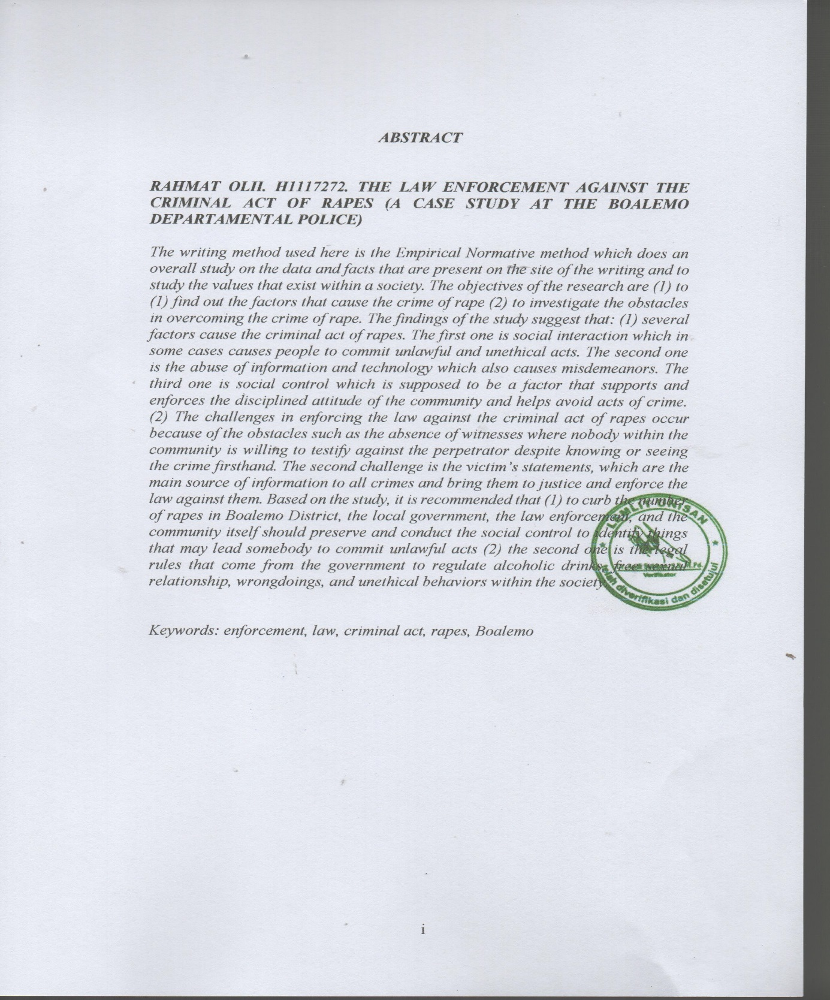 ABSTRACT
RAHMAT OLII. H1117272. THE LAW ENFORCEMENT AGAINST THE
CRIMINAL ACT OF RAPES (A CASE STUDY AT THE BOALEMO
DEPARTAMENTAL POLICE)
The writing method used here is the Empirical Normative method which does an
overall study on the data and facts that are present on the site of the writing and to
study the values that exist within a society. The objectives of the research are (1) to
(1) find out the factors that cause the crime of rape (2) to investigate the obstacles
in overcoming the crime of rape. The findings of the study suggest that: (1) several
factors cause the criminal act of rapes. The first one is social interaction which in
some cases causes people to commit unlawful and unethical acts. The second one
is the abuse of information and technology which also causes misdemeanors. The
third one is social control which is supposed to be a factor that supports and
enforces the disciplined attitude of the community and helps avoid acts of crime.
(2) The challenges in enforcing the law against the criminal act of rapes occur
because of the obstacles such as the absence of witnesses where nobody within the
community is willing to testify against the perpetrator despite knowing or seeing
the crime firsthand. The second challenge is the victim's statements, which are the
main source of information to all crimes and bring them to justice and enforce the
law against them. Based on the study, it is recommended that (1) to curb the number
of rapes in Boalemo District, the local government, the law enforcement, and the
community itself should preserve and conduct the social control to identify things
that may lead somebody to commit unlawful acts (2) the second one is the legal
rules that come from the government to regulate alcoholic drinks, free sexual
relationship, wrongdoings, and unethical behaviors within the society.
LEMLIT UNISAN
M.Pd.
Verifikator
telah diverifikasi dan disetujui
Keywords: enforcement, law, criminal act, rapes, Boalemo
i